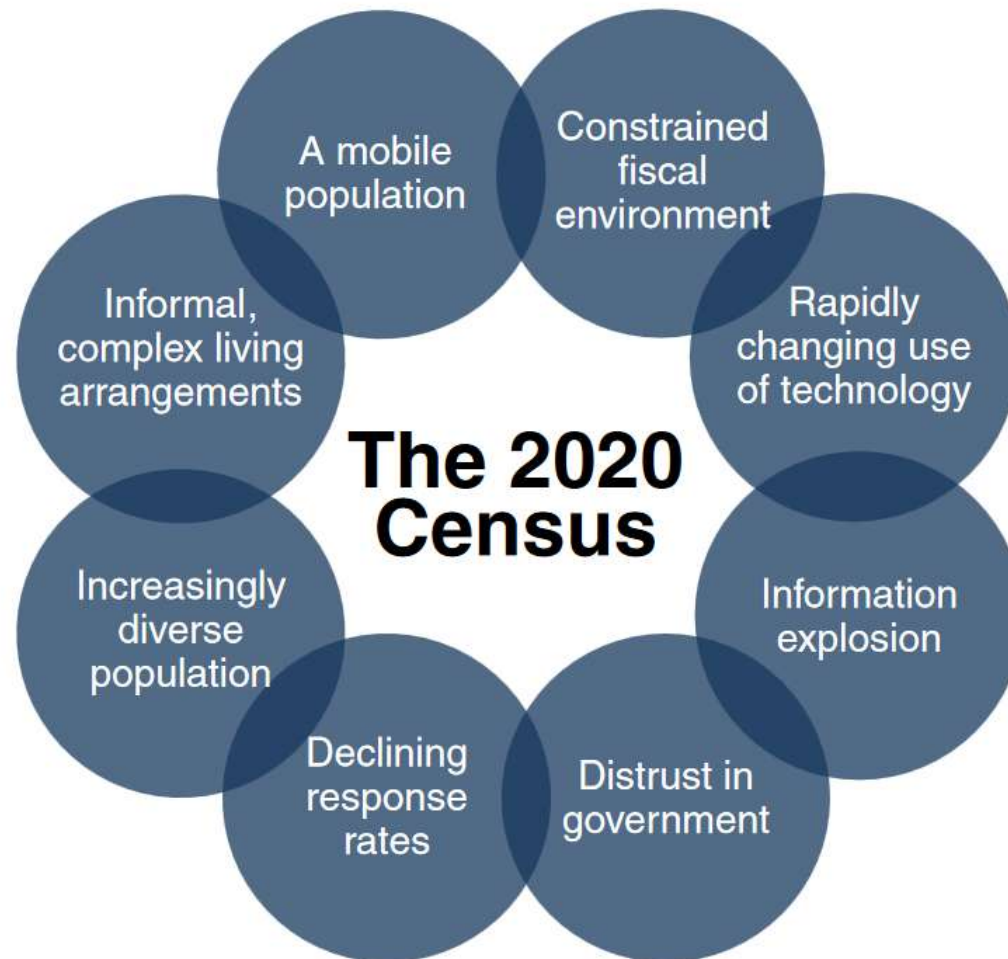 A mobile
population
Constrained
fiscal
environment
Rapidly
changing use
of technology
Information
explosion
Distrust in
government
Declining
response
rates
Increasingly
diverse
population
Informal,
complex living
arrangements
The 2020
Census